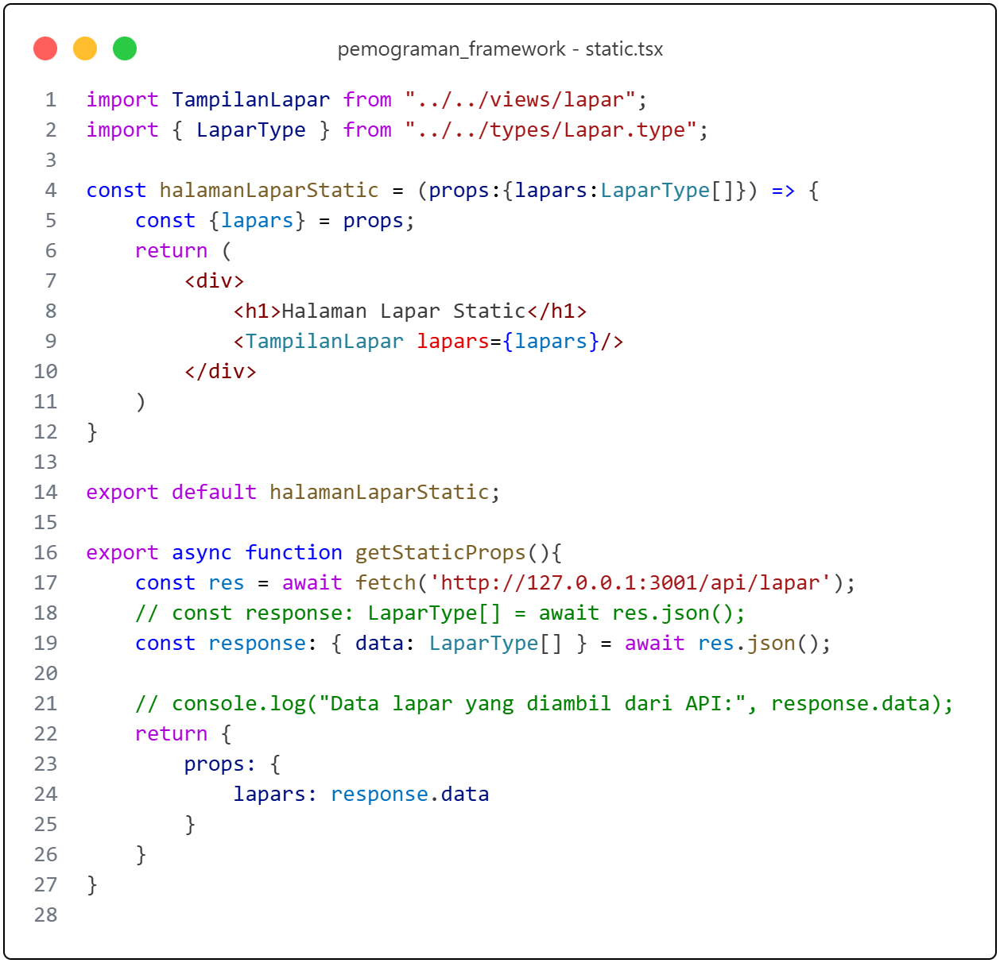 pemograman_framework - static.tsx
1 import TampilanLapar from "../../views/lapar";
2 import { LaparType } from "../../types/Lapar.type";
3
4 const halamanLaparStatic = (props:{lapars:LaparType[]}) => {
5     const {lapars} = props;
6     return (
7         <div>
8             <h1>Halaman Lapar Static</h1>
9             <TampilanLapar lapars={lapars}/>
10         </div>
11     )
12 }
13
14 export default halamanLaparStatic;
15
16 export async function getStaticProps(){
17     const res = await fetch('http://127.0.0.1:3001/api/lapar');
18     // const response: LaparType[] = await res.json();
19     const response: { data: LaparType[] } = await res.json();
20
21     // console.log("Data lapar yang diambil dari API:", response.data);
22     return {
23         props: {
24             lapars: response.data
25         }
26     }
27 }
28